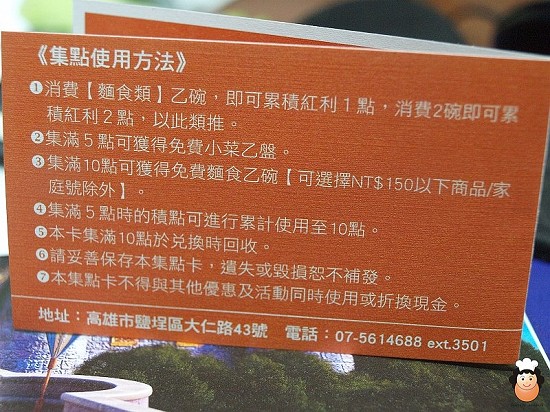 《集點使用方法》
❶消費【麵食類】乙碗，即可累積紅利1點，消費2碗即可累
積紅利2點，以此類推。
❷集滿5點可獲得免費小菜乙盤。
❸集滿10點可獲得免費麵食乙碗【可選擇NT$150以下商品/家
庭號除外】。
❹集滿5點時的積點可進行累計使用至10點。
❺本卡集滿10點於兌換時回收。
❻請妥善保存本集點卡，遺失或毀損恕不補發。
❼本集點卡不得與其他優惠及活動同時使用或折換現金。
地址：高雄市鹽埕區大仁路43號　電話：07-5614688 ext.3501